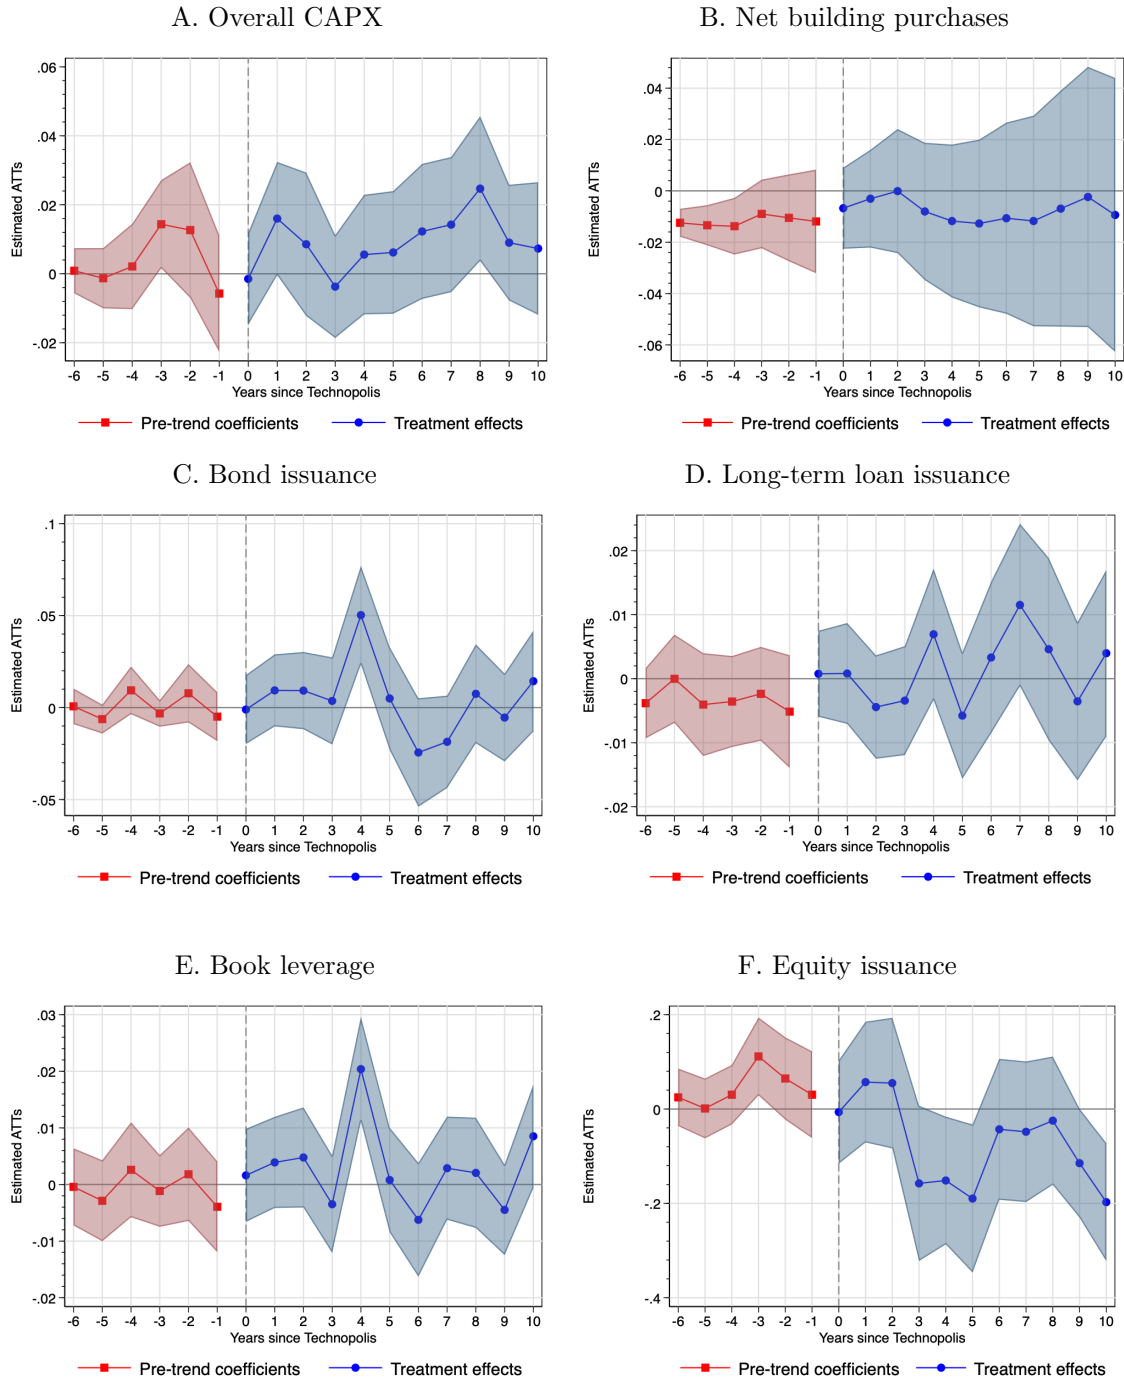 A. Overall CAPX
Estimated ATTs
.06
.04
.02
0
-.02
-6 -5 -4 -3 -2 -1 0 1 2 3 4 5 6 7 8 9 10
Years since Technopolis
Pre-trend coefficients Treatment effects
B. Net building purchases
Estimated ATTs
.04
.02
0
-.02
-.04
-.06
-6 -5 -4 -3 -2 -1 0 1 2 3 4 5 6 7 8 9 10
Years since Technopolis
Pre-trend coefficients Treatment effects
C. Bond issuance
Estimated ATTs
.1
.05
0
-.05
-6 -5 -4 -3 -2 -1 0 1 2 3 4 5 6 7 8 9 10
Years since Technopolis
Pre-trend coefficients Treatment effects
D. Long-term loan issuance
Estimated ATTs
.02
.01
0
-.01
-.02
-6 -5 -4 -3 -2 -1 0 1 2 3 4 5 6 7 8 9 10
Years since Technopolis
Pre-trend coefficients Treatment effects
E. Book leverage
Estimated ATTs
.03
.02
.01
0
-.01
-.02
-6 -5 -4 -3 -2 -1 0 1 2 3 4 5 6 7 8 9 10
Years since Technopolis
Pre-trend coefficients Treatment effects
F. Equity issuance
Estimated ATTs
.2
0
-.2
-.4
-6 -5 -4 -3 -2 -1 0 1 2 3 4 5 6 7 8 9 10
Years since Technopolis
Pre-trend coefficients Treatment effects